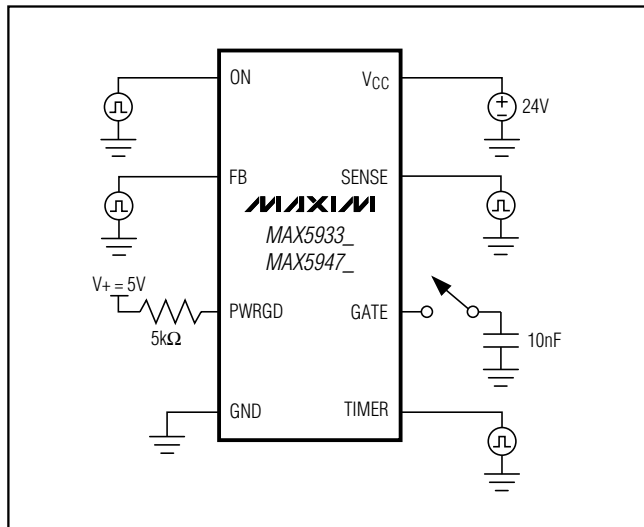 ON
VCC
24V
FB
SENSE
MAXIM
MAX5933_
MAX5947_
V+ = 5V
PWRGD
GATE
5kΩ
10nF
GND
TIMER